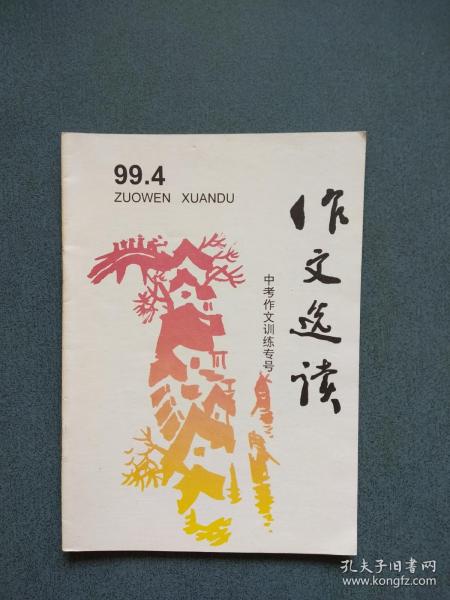 99.4
ZUOWEN XUANDU
作文选读
中考作文训练专号
孔夫子旧书网
www.kongfz.com